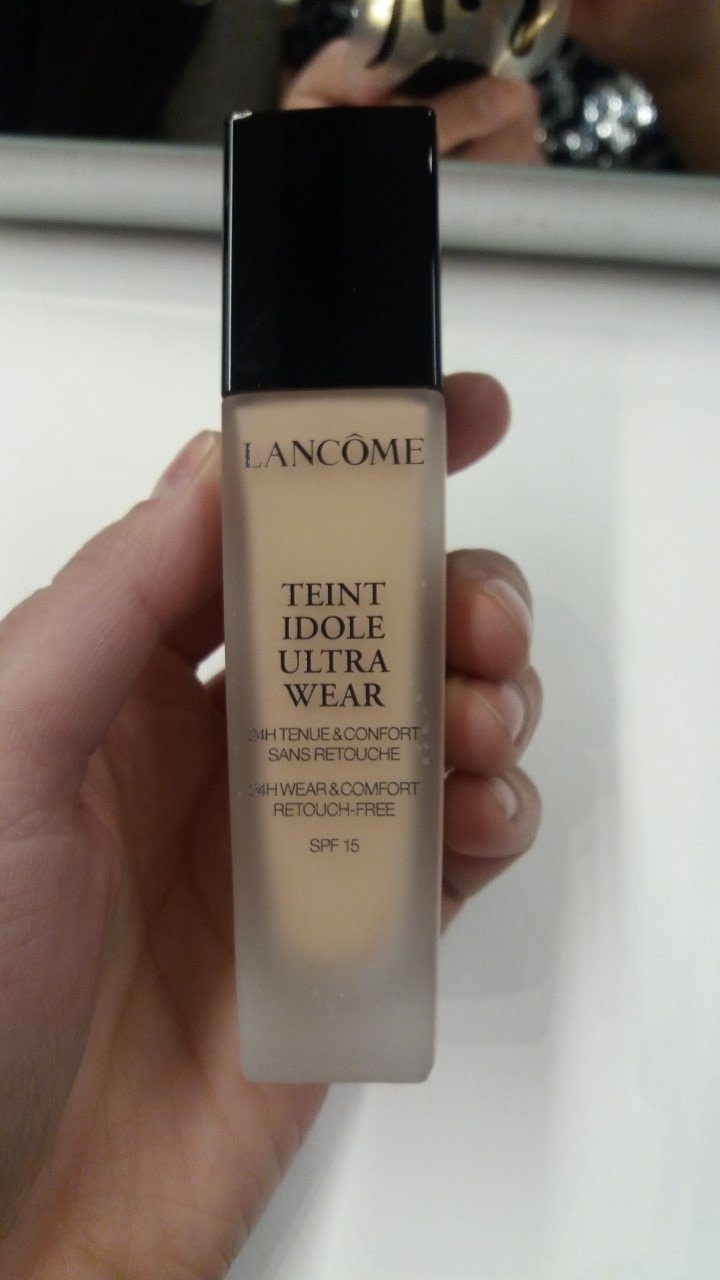 LANCÔME
TEINT
IDOLE
ULTRA
WEAR
24H TENUE & CONFORT
SANS RETOUCHE
24H WEAR & COMFORT
RETOUCH-FREE
SPF 15